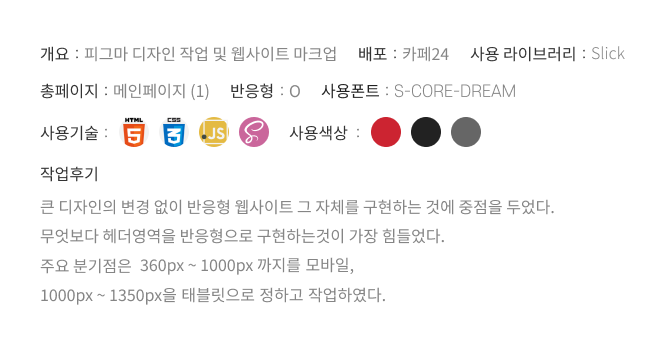 개요 : 피그마 디자인 작업 및 웹사이트 마크업 배포 : 카페24 사용 라이브러리 : Slick
총페이지 : 메인페이지 (1) 반응형 : O 사용폰트 : S-CORE-DREAM
사용기술 : HTML 5 CSS 3 .JS S 사용색상 :
작업후기
큰 디자인의 변경 없이 반응형 웹사이트 그 자체를 구현하는 것에 중점을 두었다.
무엇보다 헤더영역을 반응형으로 구현하는것이 가장 힘들었다.
주요 분기점은 360px ~ 1000px 까지를 모바일,
1000px ~ 1350px을 태블릿으로 정하고 작업하였다.